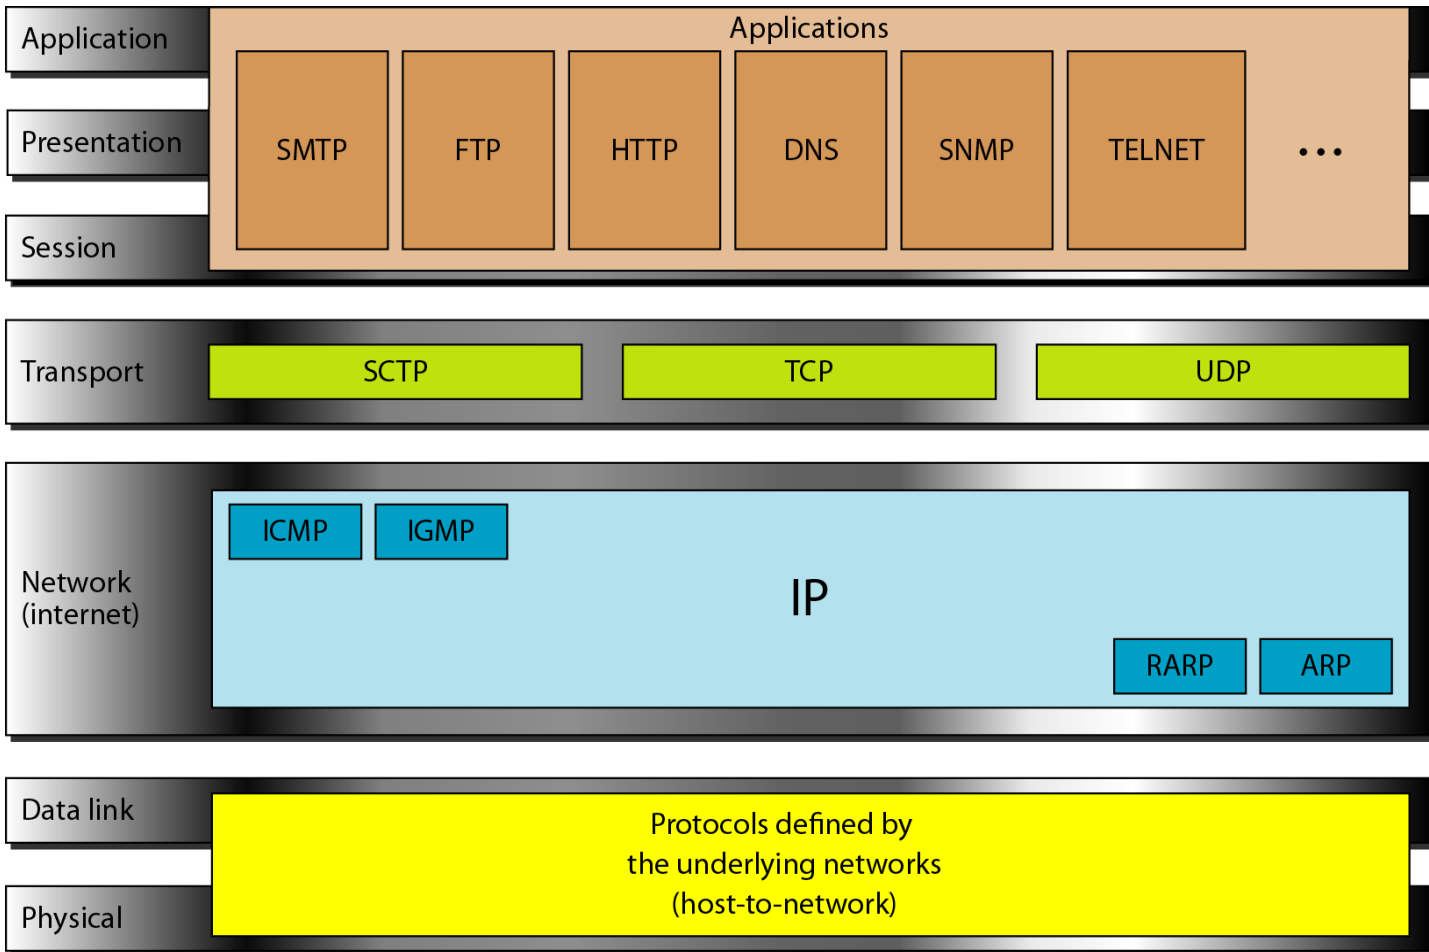 Application
Applications
SMTP
FTP
HTTP
DNS
SNMP
TELNET
...
Presentation
Session
Transport
SCTP
TCP
UDP
Network
(internet)
ICMP
IGMP
IP
RARP
ARP
Data link
Protocols defined by
the underlying networks
(host-to-network)
Physical